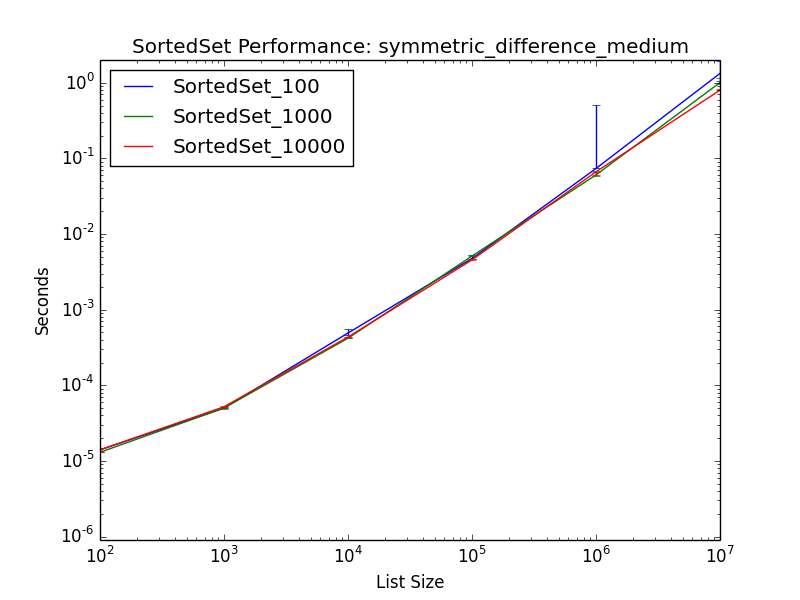 SortedSet Performance: symmetric_difference_medium
SortedSet_100
SortedSet_1000
SortedSet_10000
10^0
10^-1
10^-2
10^-3
10^-4
10^-5
10^-6
Seconds
10^2 10^3 10^4 10^5 10^6 10^7
List Size